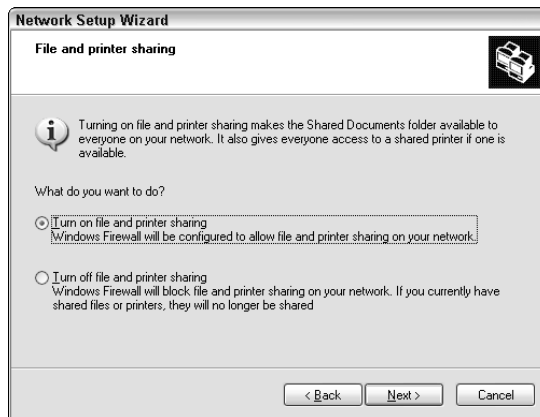 Network Setup Wizard
File and printer sharing
Turning on file and printer sharing makes the Shared Documents folder available to
everyone on your network. It also gives everyone access to a shared printer if one is
available.
What do you want to do?
Turn on file and printer sharing
Windows Firewall will be configured to allow file and printer sharing on your network.
Turn off file and printer sharing
Windows Firewall will block file and printer sharing on your network. If you currently have
shared files or printers, they will no longer be shared
< Back Next > Cancel